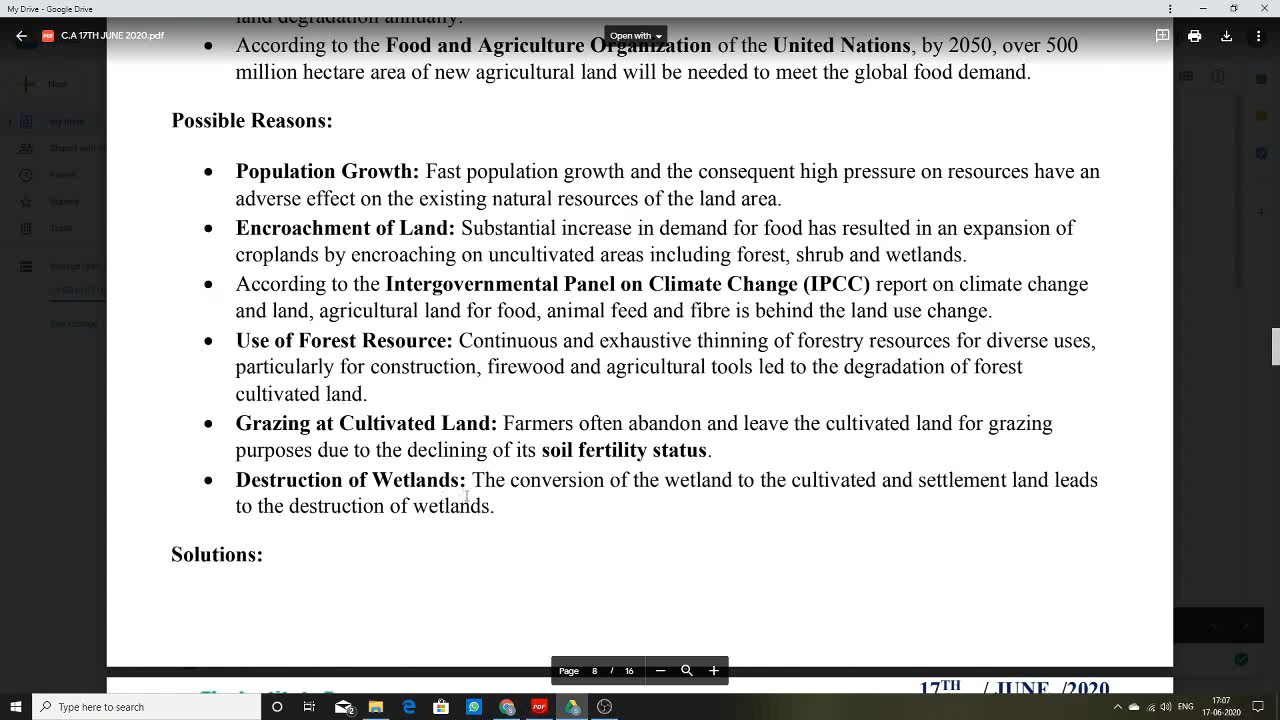 My Drive - Google Drive
land degradation annually.
C.A 17TH JUNE 2020.pdf
Open with
• According to the Food and Agriculture Organization of the United Nations, by 2050, over 500
million hectare area of new agricultural land will be needed to meet the global food demand.
New
My Drive
Shared with
Recent
Starred
Trash
Possible Reasons:
• Population Growth: Fast population growth and the consequent high pressure on resources have an
adverse effect on the existing natural resources of the land area.
• Encroachment of Land: Substantial increase in demand for food has resulted in an expansion of
croplands by encroaching on uncultivated areas including forest, shrub and wetlands.
• According to the Intergovernmental Panel on Climate Change (IPCC) report on climate change
and land, agricultural land for food, animal feed and fibre is behind the land use change.
• Use of Forest Resource: Continuous and exhaustive thinning of forestry resources for diverse uses,
particularly for construction, firewood and agricultural tools led to the degradation of forest
cultivated land.
• Grazing at Cultivated Land: Farmers often abandon and leave the cultivated land for grazing
purposes due to the declining of its soil fertility status.
• Destruction of Wetlands: The conversion of the wetland to the cultivated and settlement land leads
to the destruction of wetlands.
Solutions:
Page 8 / 16
17TH / JUNE /2020
Type here to search
17:07
17-06-2020